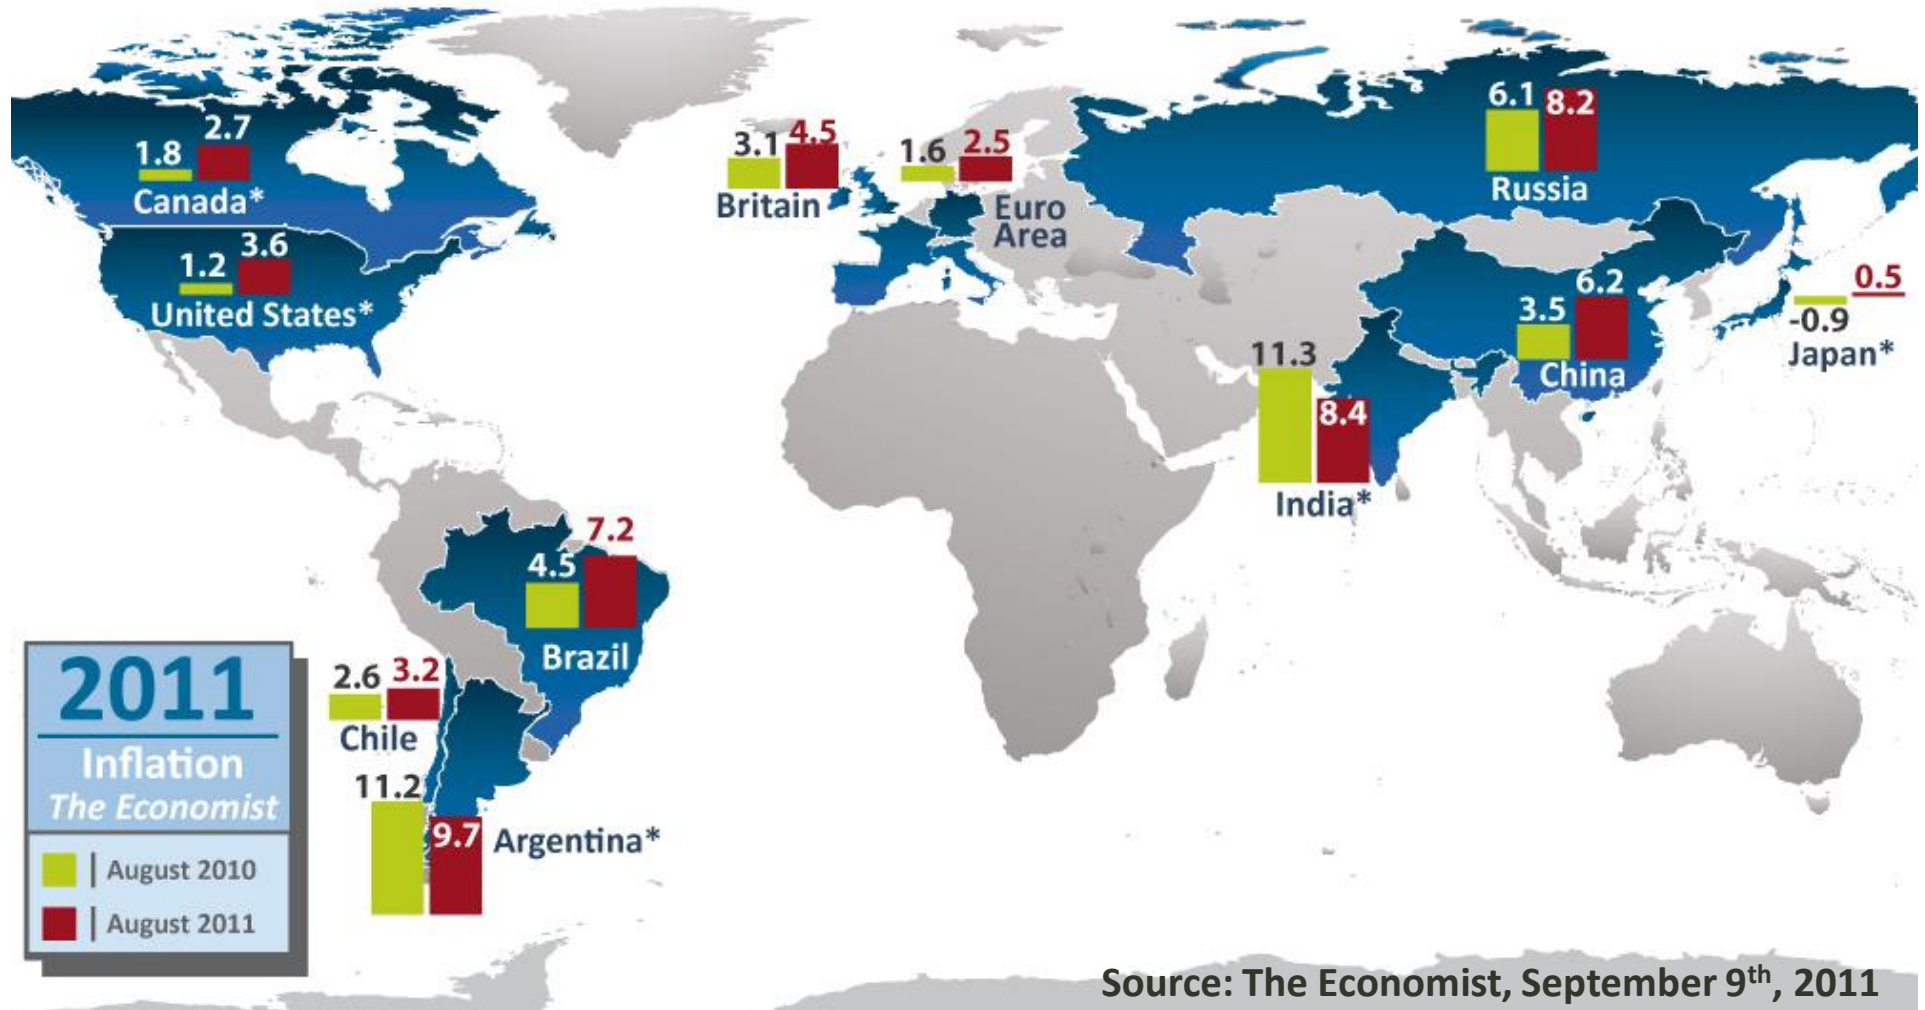 1.8 2.7
Canada*
1.2 3.6
United States*
3.1 4.5
Britain
1.6 2.5
Euro
Area
6.1 8.2
Russia
3.5 6.2
China
-0.9 0.5
Japan*
11.3 8.4
India*
4.5 7.2
Brazil
2.6 3.2
Chile
11.2 9.7
Argentina*
2011
Inflation
The Economist
August 2010
August 2011
Source: The Economist, September 9th, 2011